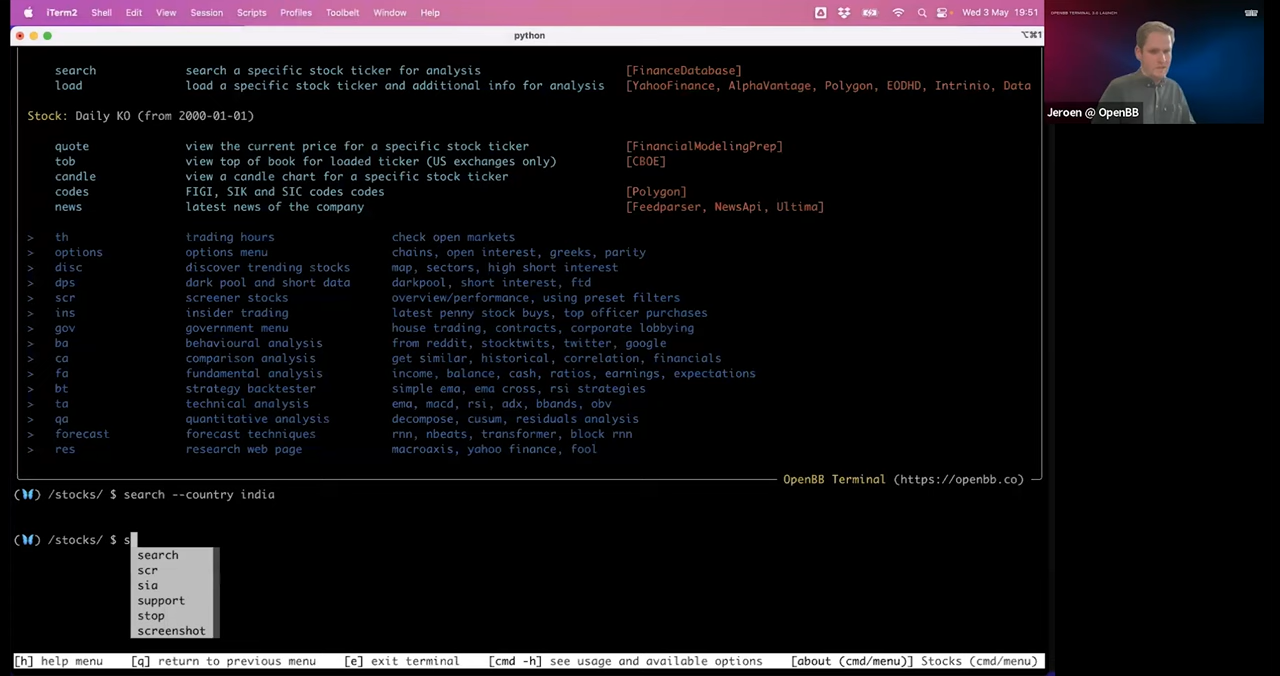 iTerm2 Shell Edit View Session Scripts Profiles Toolbelt Window Help Wed 3 May 19:51
python ⌥⌘1
OPENBB TERMINAL 3.0 LAUNCH
Jeroen @ OpenBB
search search a specific stock ticker for analysis [FinanceDatabase]
load load a specific stock ticker and additional info for analysis [YahooFinance, AlphaVantage, Polygon, EODHD, Intrinio, Data
Stock: Daily KO (from 2000-01-01)
quote view the current price for a specific stock ticker [FinancialModelingPrep]
tob view top of book for loaded ticker (US exchanges only) [CBOE]
candle view a candle chart for a specific stock ticker
codes FIGI, SIK and SIC codes codes [Polygon]
news latest news of the company [Feedparser, NewsApi, Ultima]
> th trading hours check open markets
> options options menu chains, open interest, greeks, parity
> disc discover trending stocks map, sectors, high short interest
> dps dark pool and short data darkpool, short interest, ftd
> scr screener stocks overview/performance, using preset filters
> ins insider trading latest penny stock buys, top officer purchases
> gov government menu house trading, contracts, corporate lobbying
> ba behavioural analysis from reddit, stocktwits, twitter, google
> ca comparison analysis get similar, historical, correlation, financials
> fa fundamental analysis income, balance, cash, ratios, earnings, expectations
> bt strategy backtester simple ema, ema cross, rsi strategies
> ta technical analysis ema, macd, rsi, adx, bbands, obv
> qa quantitative analysis decompose, cusum, residuals analysis
> forecast forecast techniques rnn, nbeats, transformer, block rnn
> res research web page macroaxis, yahoo finance, fool
OpenBB Terminal (https://openbb.co)
(🦋) /stocks/ $ search --country india
(🦋) /stocks/ $ s
search
scr
sia
support
stop
screenshot
[h] help menu [q] return to previous menu [e] exit terminal [cmd -h] see usage and available options [about (cmd/menu)] Stocks (cmd/menu)